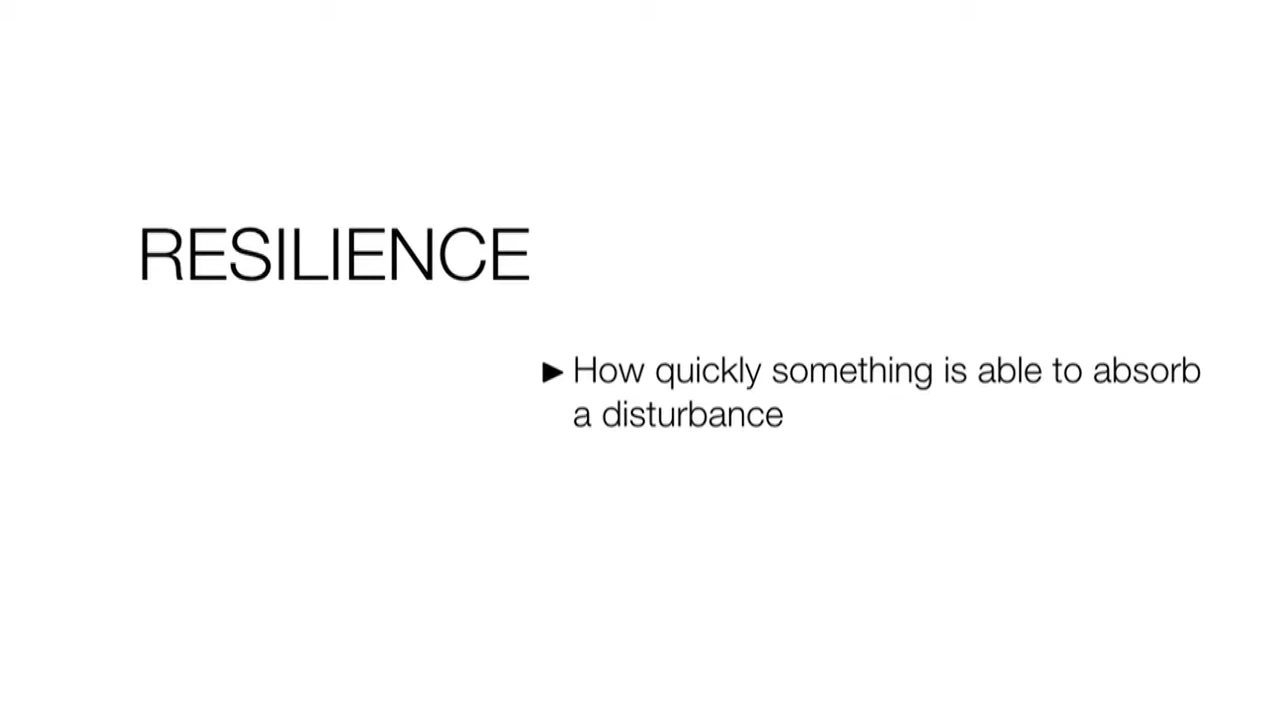 RESILIENCE
► How quickly something is able to absorb
a disturbance